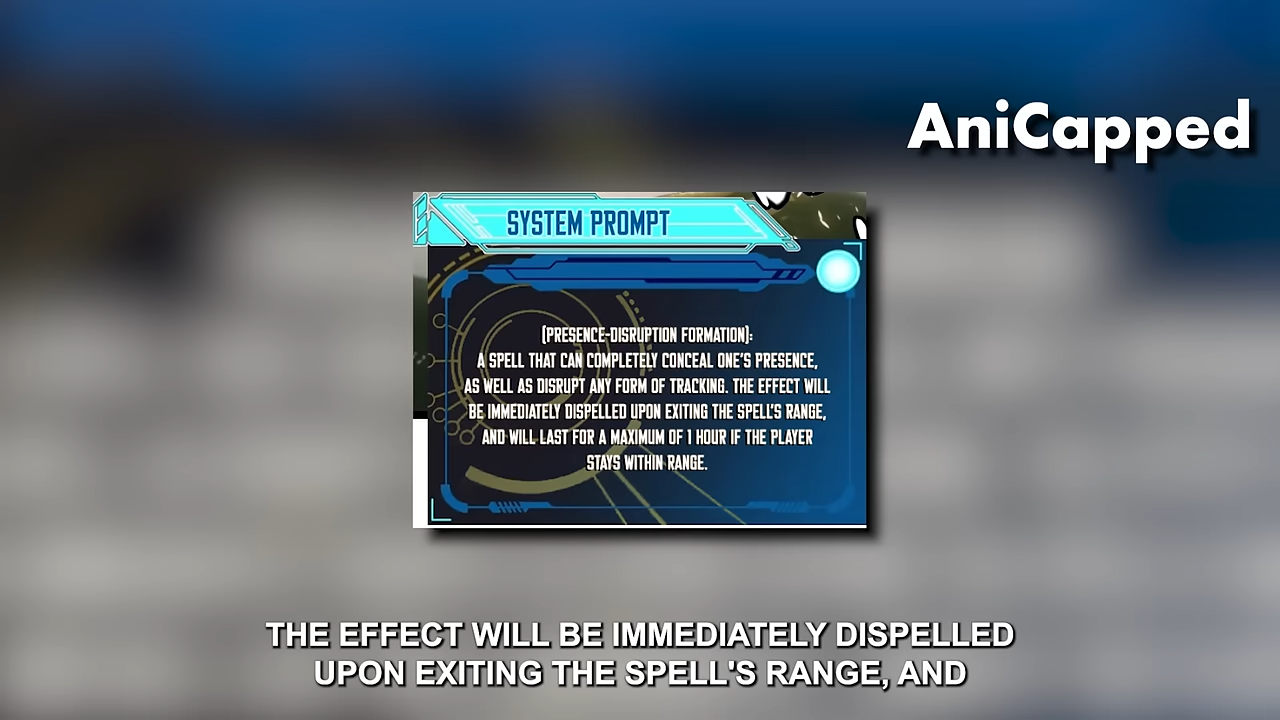 AniCapped
SYSTEM PROMPT
[PRESENCE-DISRUPTION FORMATION]:
A SPELL THAT CAN COMPLETELY CONCEAL ONE'S PRESENCE,
AS WELL AS DISRUPT ANY FORM OF TRACKING. THE EFFECT WILL
BE IMMEDIATELY DISPELLED UPON EXITING THE SPELL'S RANGE,
AND WILL LAST FOR A MAXIMUM OF 1 HOUR IF THE PLAYER
STAYS WITHIN RANGE.
THE EFFECT WILL BE IMMEDIATELY DISPELLED
UPON EXITING THE SPELL'S RANGE, AND